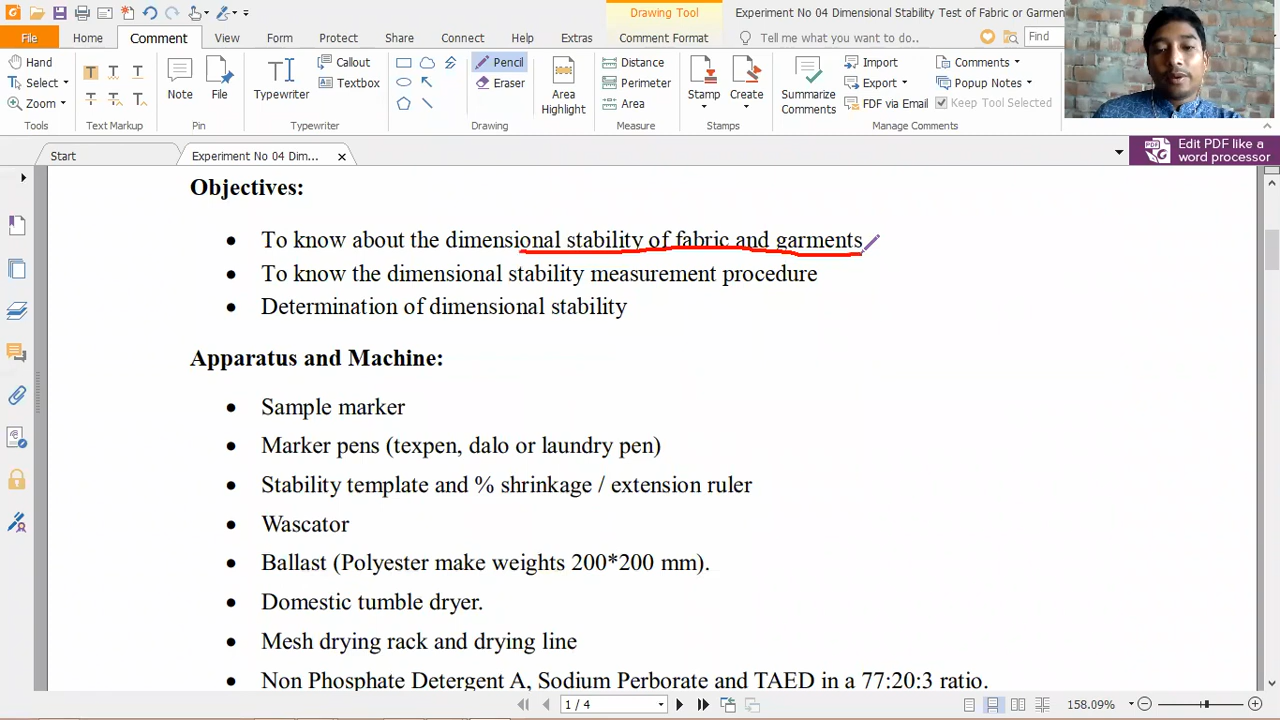 Drawing Tool
Experiment No 04 Dimensional Stability Test of Fabric or Garmen
File Home Comment View Form Protect Share Connect Help Extras Comment Format Tell me what you want to do... Find
Hand
Select
Zoom
Tools
Text Markup
Note
File
Pin
Typewriter
Callout
Textbox
Typewriter
Pencil
Eraser
Drawing
Area Highlight
Distance
Perimeter
Area
Measure
Stamp
Create
Stamps
Summarize Comments
Import
Export
FDF via Email
Comments
Popup Notes
Keep Tool Selected
Manage Comments
Start
Experiment No 04 Dim...
Edit PDF like a
word processor
Objectives:
• To know about the dimensional stability of fabric and garments
• To know the dimensional stability measurement procedure
• Determination of dimensional stability
Apparatus and Machine:
• Sample marker
• Marker pens (texpen, dalo or laundry pen)
• Stability template and % shrinkage / extension ruler
• Wascator
• Ballast (Polyester make weights 200*200 mm).
• Domestic tumble dryer.
• Mesh drying rack and drying line
• Non Phosphate Detergent A, Sodium Perborate and TAED in a 77:20:3 ratio.
1 / 4
158.09%